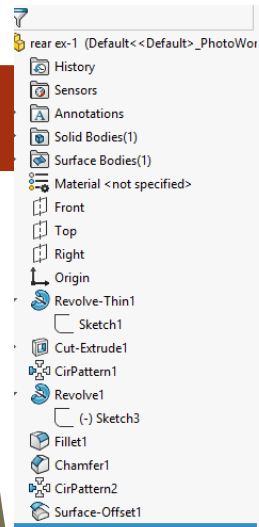 rear ex-1 (Default<<Default>_PhotoWor
History
Sensors
Annotations
Solid Bodies(1)
Surface Bodies(1)
Material <not specified>
Front
Top
Right
Origin
Revolve-Thin1
Sketch1
Cut-Extrude1
CirPattern1
Revolve1
(-) Sketch3
Fillet1
Chamfer1
CirPattern2
Surface-Offset1